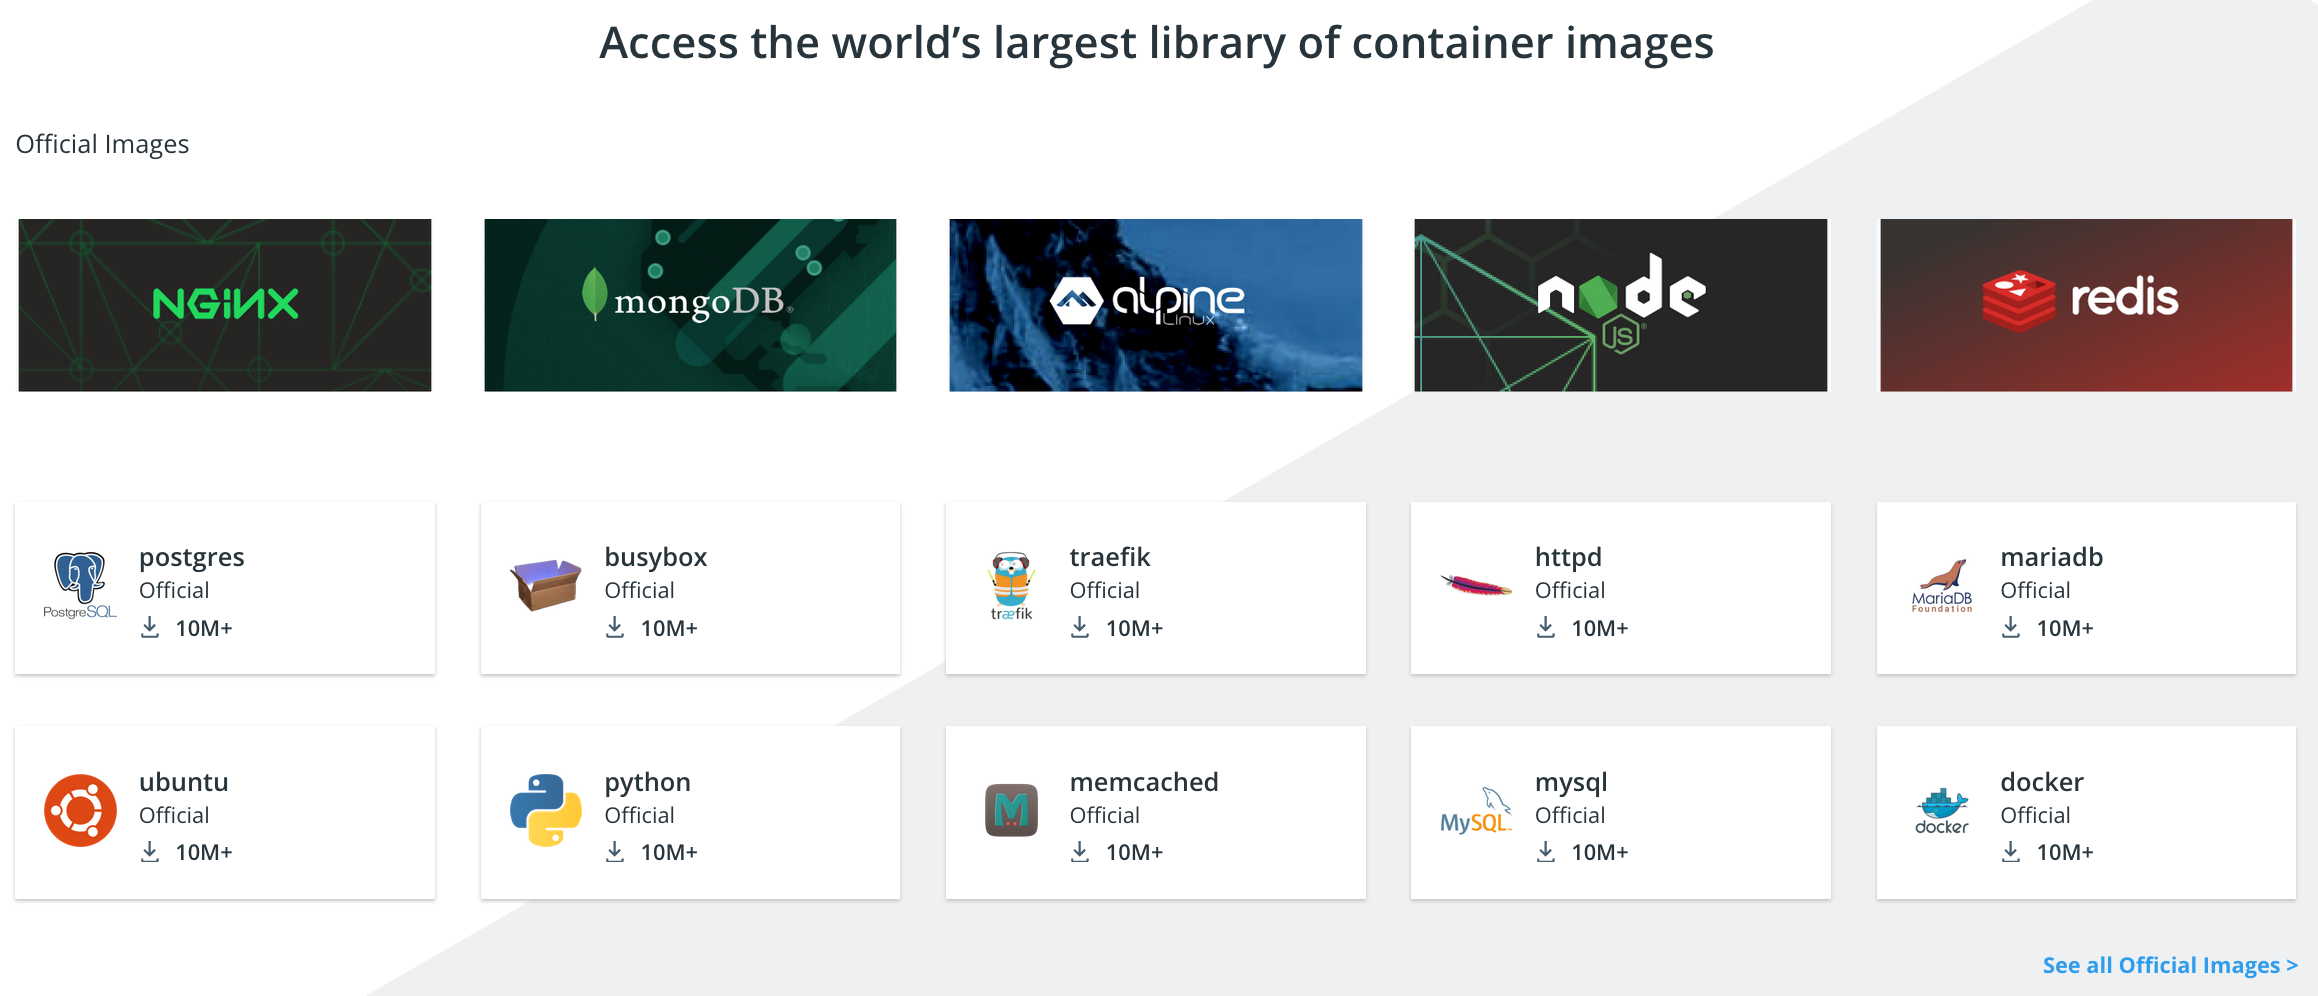 Access the world’s largest library of container images
Official Images
NGINX
mongoDB®
alpine
Linux
node
JS®
redis
postgres
Official
10M+
PostgreSQL
busybox
Official
10M+
traefik
Official
10M+
træfik
httpd
Official
10M+
mariadb
Official
10M+
MariaDB
Foundation
ubuntu
Official
10M+
python
Official
10M+
memcached
Official
10M+
M
mysql
Official
10M+
MySQL™
docker
Official
10M+
docker
See all Official Images >